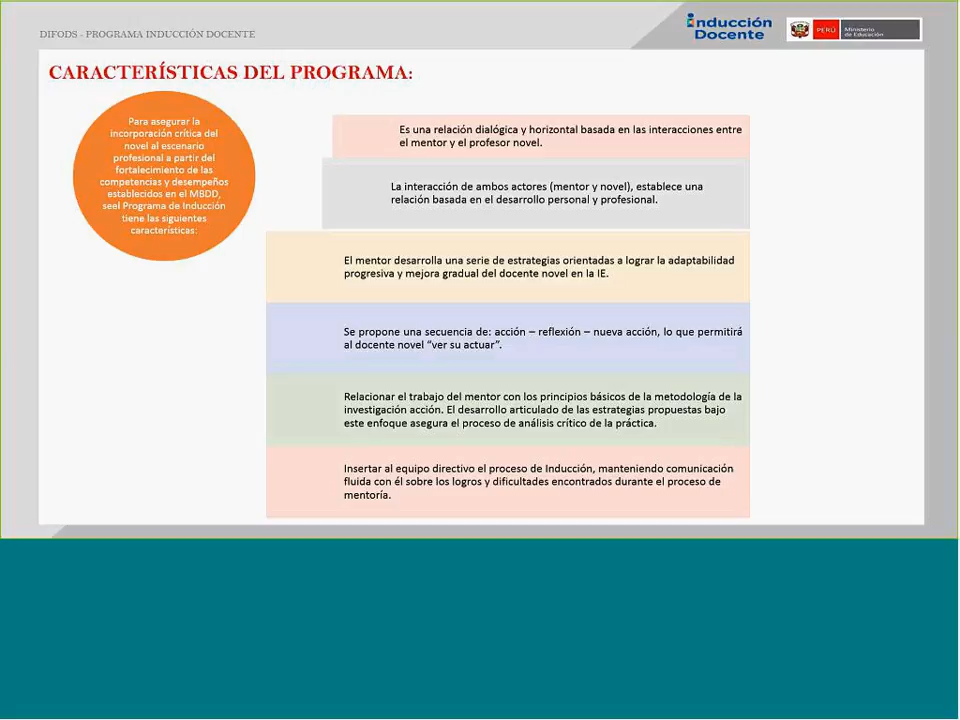 DIFODS - PROGRAMA INDUCCIÓN DOCENTE
inducción
Docente
PERÚ
Ministerio
de Educación
CARACTERÍSTICAS DEL PROGRAMA:
Para asegurar la
incorporación crítica del
novel al escenario
profesional a partir del
fortalecimiento de las
competencias y desempeños
establecidos en el MBDD,
seel Programa de Inducción
tiene las siguientes
características:
Es una relación dialógica y horizontal basada en las interacciones entre
el mentor y el profesor novel.
La interacción de ambos actores (mentor y novel), establece una
relación basada en el desarrollo personal y profesional.
El mentor desarrolla una serie de estrategias orientadas a lograr la adaptabilidad
progresiva y mejora gradual del docente novel en la IE.
Se propone una secuencia de: acción – reflexión – nueva acción, lo que permitirá
al docente novel “ver su actuar”.
Relacionar el trabajo del mentor con los principios básicos de la metodología de la
investigación acción. El desarrollo articulado de las estrategias propuestas bajo
este enfoque asegura el proceso de análisis crítico de la práctica.
Insertar al equipo directivo el proceso de Inducción, manteniendo comunicación
fluida con él sobre los logros y dificultades encontrados durante el proceso de
mentoría.